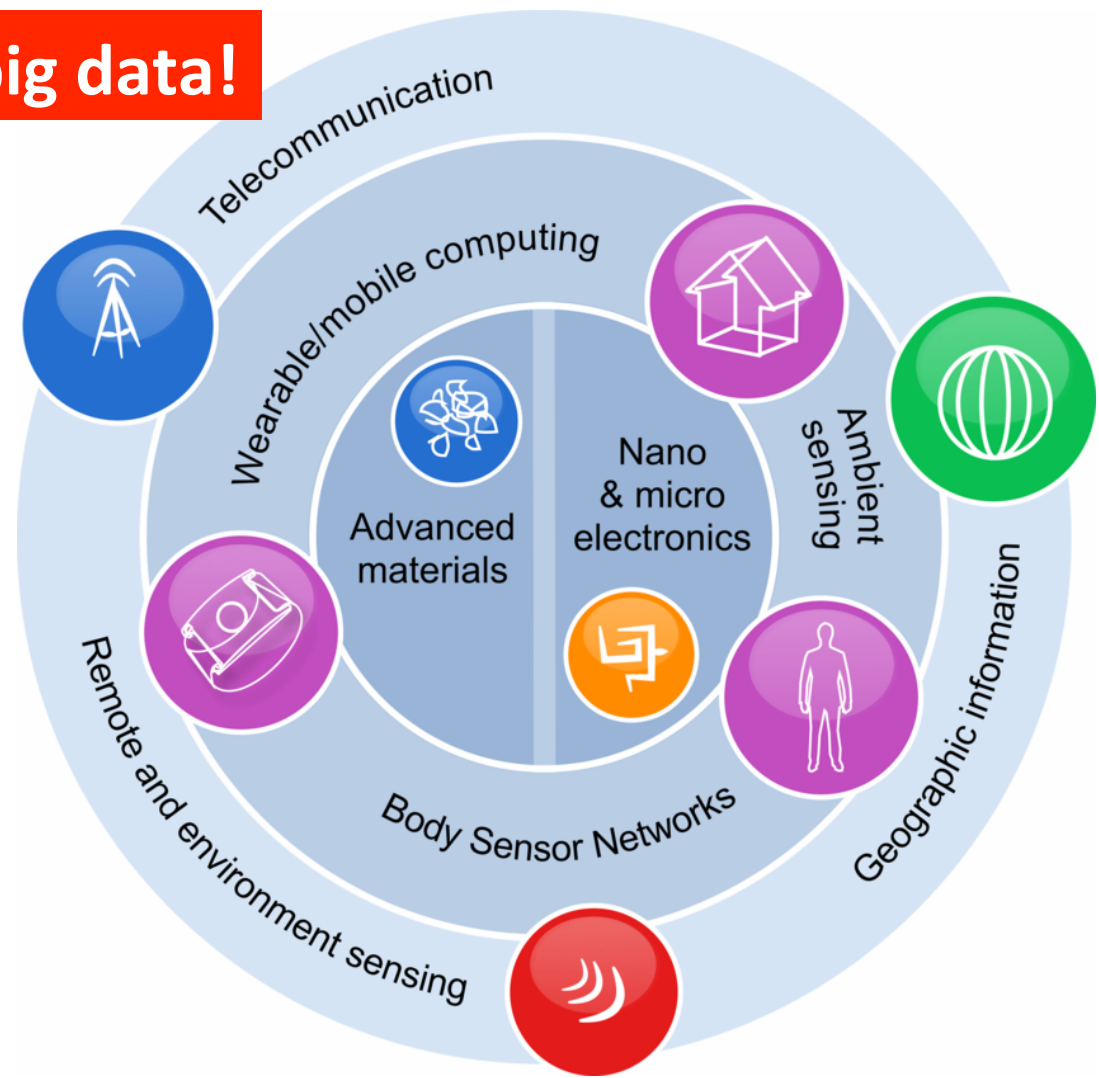 big data!
Telecommunication
Wearable/mobile computing
Ambient
sensing
Nano
& micro
electronics
Advanced
materials
Geographic information
Body Sensor Networks
Remote and environment sensing